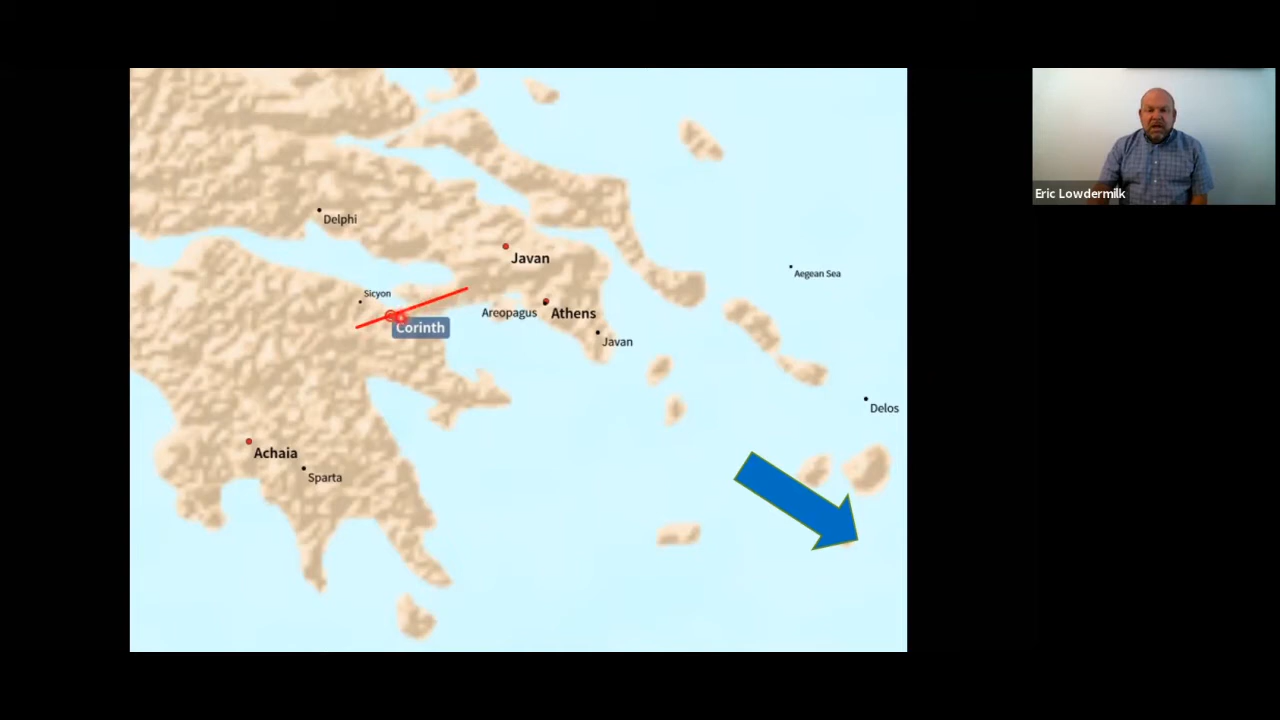 Delphi
Javan
Aegean Sea
Sicyon
Areopagus
Athens
Corinth
Javan
Delos
Achaia
Sparta
Eric Lowdermilk